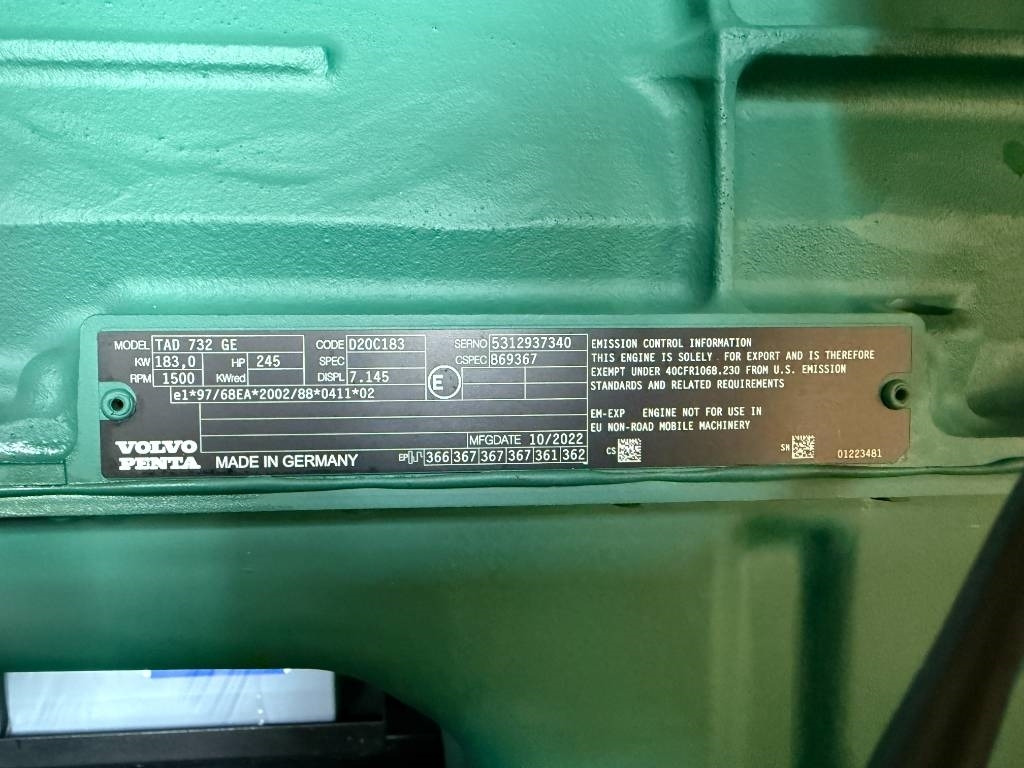 MODEL TAD 732 GE CODE D20C183 SERNO 5312937340
KW 183,0 HP 245 SPEC CSPEC 869367
RPM 1500 KWred DISPL 7.145 E
e1*97/68EA*2002/88*0411*02
MFGDATE 10/2022
VOLVO
PENTA MADE IN GERMANY EP 366 367 367 367 361 362
EMISSION CONTROL INFORMATION
THIS ENGINE IS SOLELY FOR EXPORT AND IS THEREFORE
EXEMPT UNDER 40CFR1068.230 FROM U.S. EMISSION
STANDARDS AND RELATED REQUIREMENTS
EM-EXP ENGINE NOT FOR USE IN
EU NON-ROAD MOBILE MACHINERY
CS SN 01223481